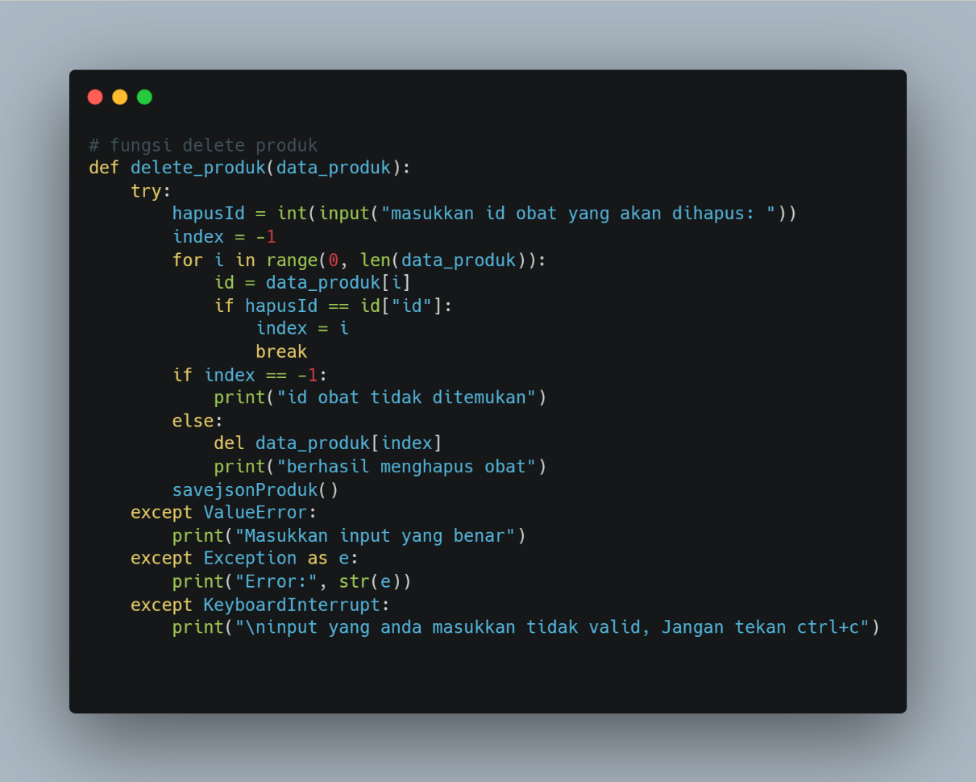 # fungsi delete produk
def delete_produk(data_produk):
    try:
        hapusId = int(input("masukkan id obat yang akan dihapus: "))
        index = -1
        for i in range(0, len(data_produk)):
            id = data_produk[i]
            if hapusId == id["id"]:
                index = i
                break
        if index == -1:
            print("id obat tidak ditemukan")
        else:
            del data_produk[index]
            print("berhasil menghapus obat")
        savejsonProduk()
    except ValueError:
        print("Masukkan input yang benar")
    except Exception as e:
        print("Error:", str(e))
    except KeyboardInterrupt:
        print("\ninput yang anda masukkan tidak valid, Jangan tekan ctrl+c")